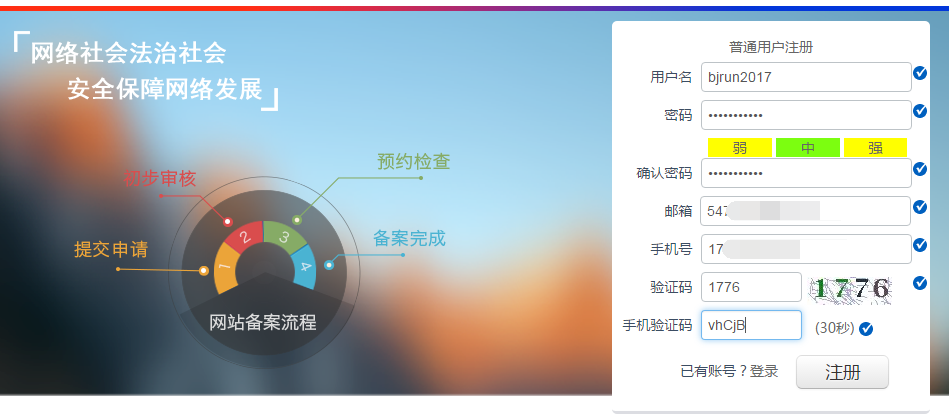 网络社会法治社会
安全保障网络发展
初步审核
预约检查
提交申请
备案完成
1
2
3
4
网站备案流程
普通用户注册
用户名 bjrun2017
密码 •••••••••••
弱 中 强
确认密码 •••••••••••
邮箱 547
手机号 17
验证码 1776 1776
手机验证码 vhCjB (30秒)
已有账号？登录 注册